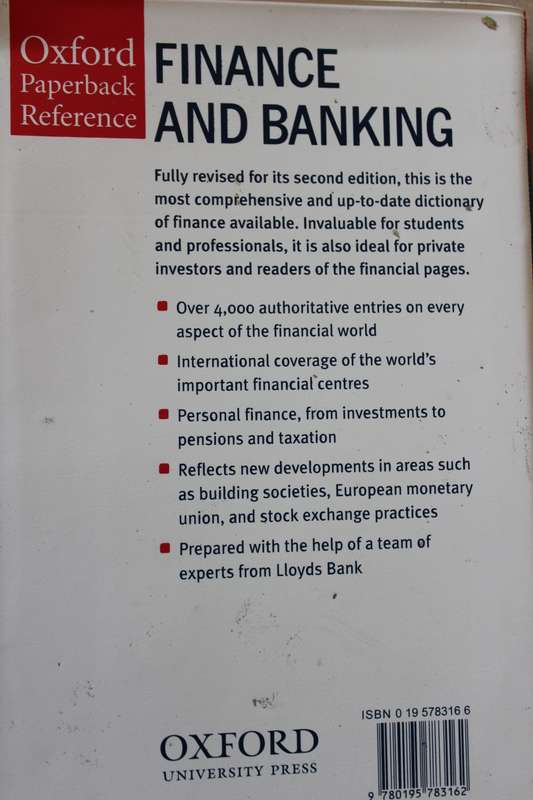 Oxford
Paperback
Reference
FINANCE
AND BANKING
Fully revised for its second edition, this is the
most comprehensive and up-to-date dictionary
of finance available. Invaluable for students
and professionals, it is also ideal for private
investors and readers of the financial pages.
Over 4,000 authoritative entries on every
aspect of the financial world
International coverage of the world's
important financial centres
Personal finance, from investments to
pensions and taxation
Reflects new developments in areas such
as building societies, European monetary
union, and stock exchange practices
Prepared with the help of a team of
experts from Lloyds Bank
OXFORD
UNIVERSITY PRESS
ISBN 0 19 578316 6
9 780195 783162